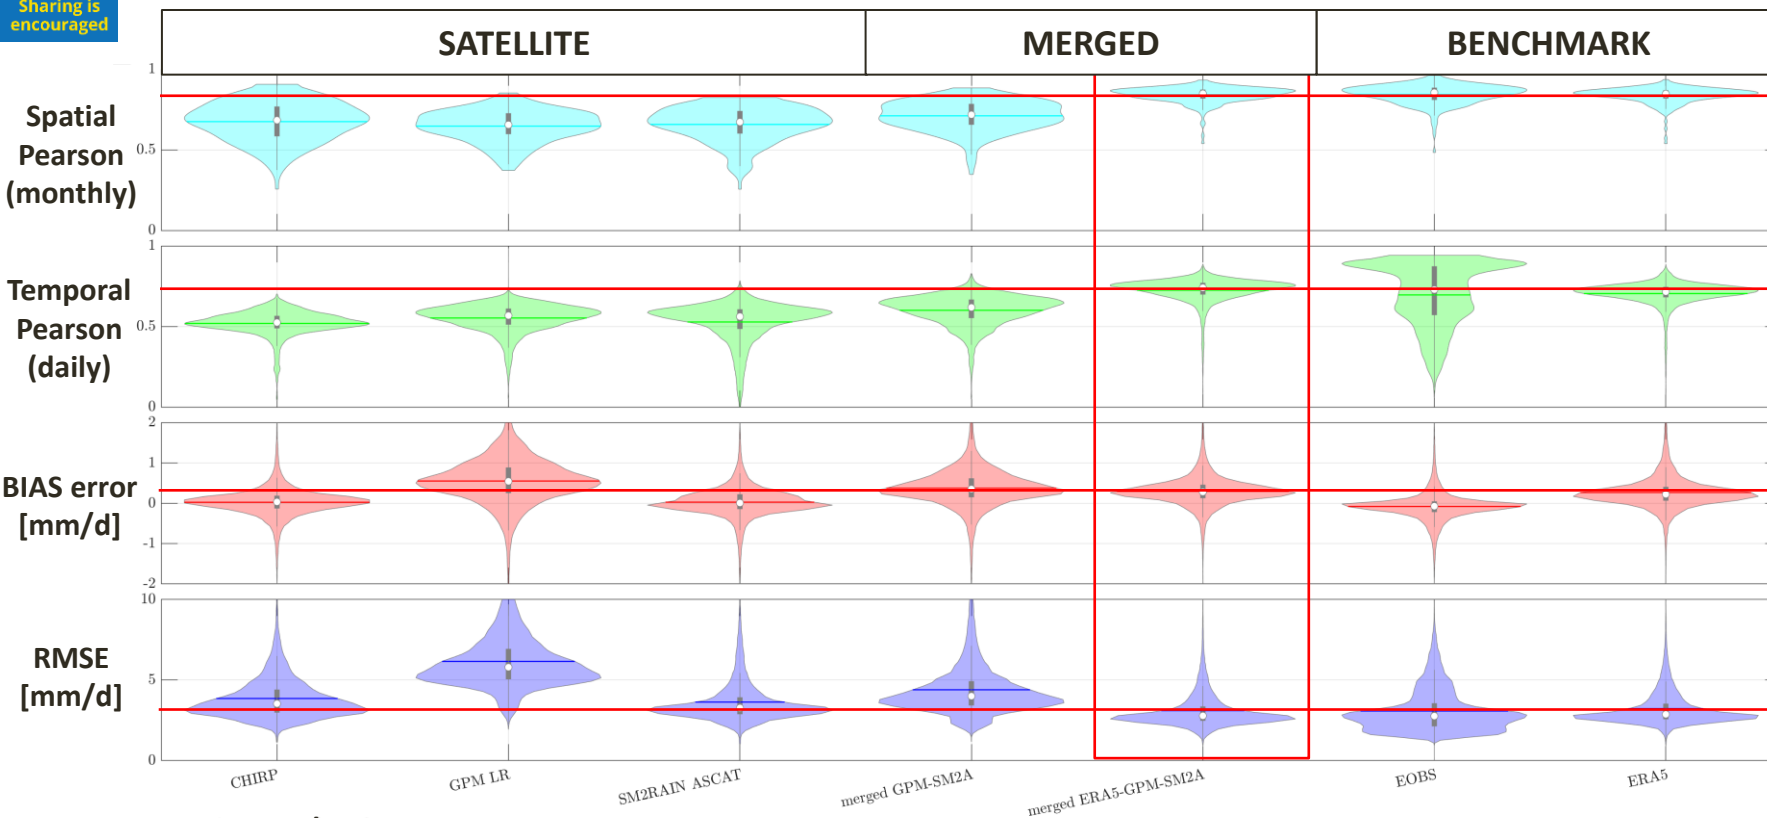 Sharing is
encouraged
SATELLITE
MERGED
BENCHMARK
Spatial
Pearson
(monthly)
1
0.5
0
Temporal
Pearson
(daily)
1
0.5
0
BIAS error
[mm/d]
2
1
0
-1
-2
RMSE
[mm/d]
10
5
0
CHIRP
GPM LR
SM2RAIN ASCAT
merged GPM-SM2A
merged ERA5-GPM-SM2A
EOBS
ERA5